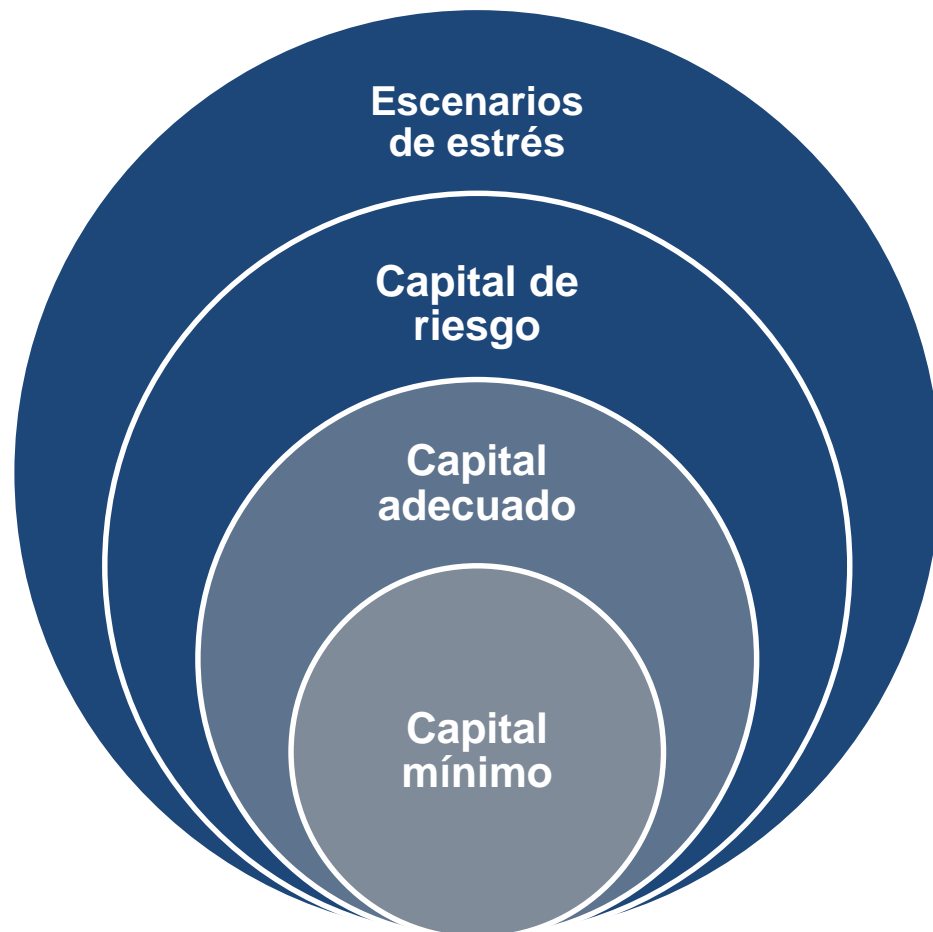 Escenarios
de estrés
Capital de
riesgo
Capital
adecuado
Capital
mínimo